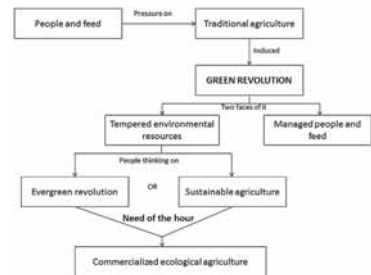 People and feed
Pressure on
Traditional agriculture
Induced
GREEN REVOLUTION
Two faces of it
Tempered environmental
resources
Managed people and
feed
People thinking on
Evergreen revolution
OR
Sustainable agriculture
Need of the hour
Commercialized ecological agriculture